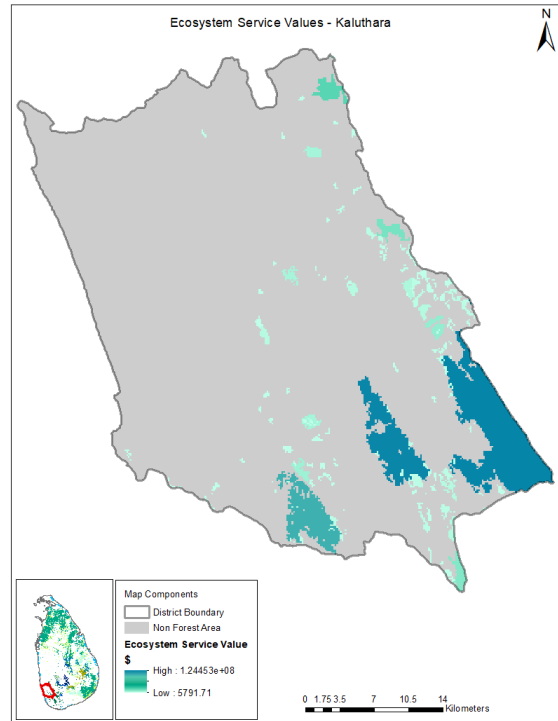 Ecosystem Service Values - Kaluthara
N
Map Components
District Boundary
Non Forest Area
Ecosystem Service Value
$
High : 1.24453e+08
Low : 5791.71
0 1.75 3.5 7 10.5 14
Kilometers